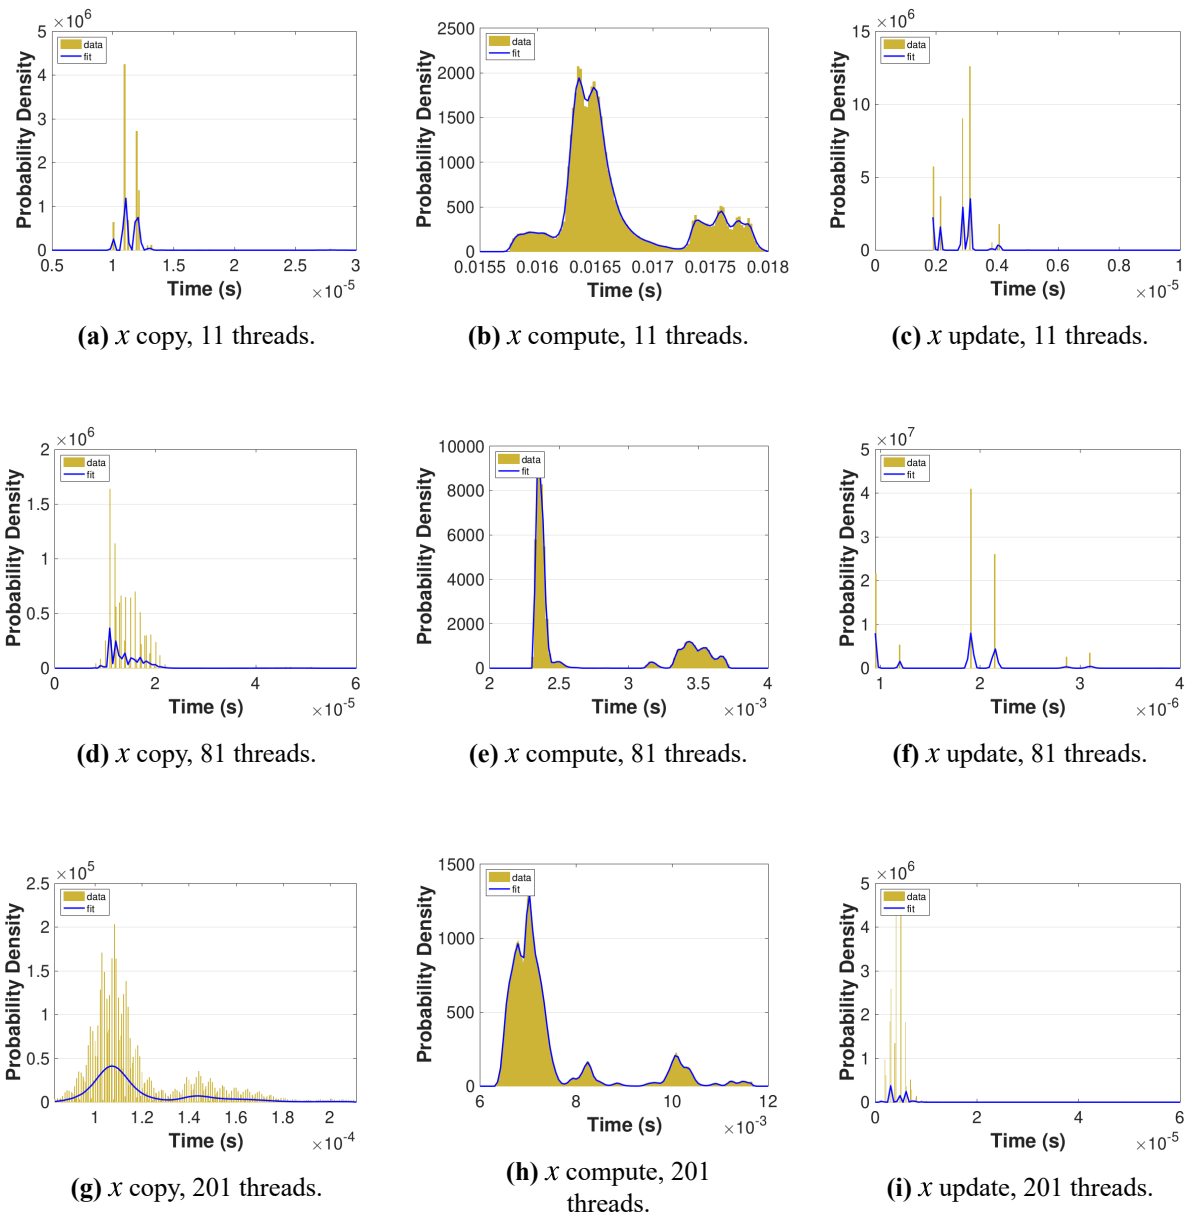 ×10^6
5
4
3
2
1
0
Probability Density
data
fit
0.5 1 1.5 2 2.5 3
Time (s)
×10^-5
(a) x copy, 11 threads.
2500
2000
1500
1000
500
0
Probability Density
data
fit
0.0155 0.016 0.0165 0.017 0.0175 0.018
Time (s)
(b) x compute, 11 threads.
×10^6
15
10
5
0
Probability Density
data
fit
0 0.2 0.4 0.6 0.8 1
Time (s)
×10^-5
(c) x update, 11 threads.
×10^6
2
1.5
1
0.5
0
Probability Density
data
fit
0 2 4 6
Time (s)
×10^-5
(d) x copy, 81 threads.
10000
8000
6000
4000
2000
0
Probability Density
data
fit
2 2.5 3 3.5 4
Time (s)
×10^-3
(e) x compute, 81 threads.
×10^7
5
4
3
2
1
0
Probability Density
data
fit
1 2 3 4
Time (s)
×10^-6
(f) x update, 81 threads.
×10^5
2.5
2
1.5
1
0.5
0
Probability Density
data
fit
1 1.2 1.4 1.6 1.8 2
Time (s)
×10^-4
(g) x copy, 201 threads.
1500
1000
500
0
Probability Density
data
fit
6 8 10 12
Time (s)
×10^-3
(h) x compute, 201
threads.
×10^6
5
4
3
2
1
0
Probability Density
data
fit
0 2 4 6
Time (s)
×10^-5
(i) x update, 201 threads.